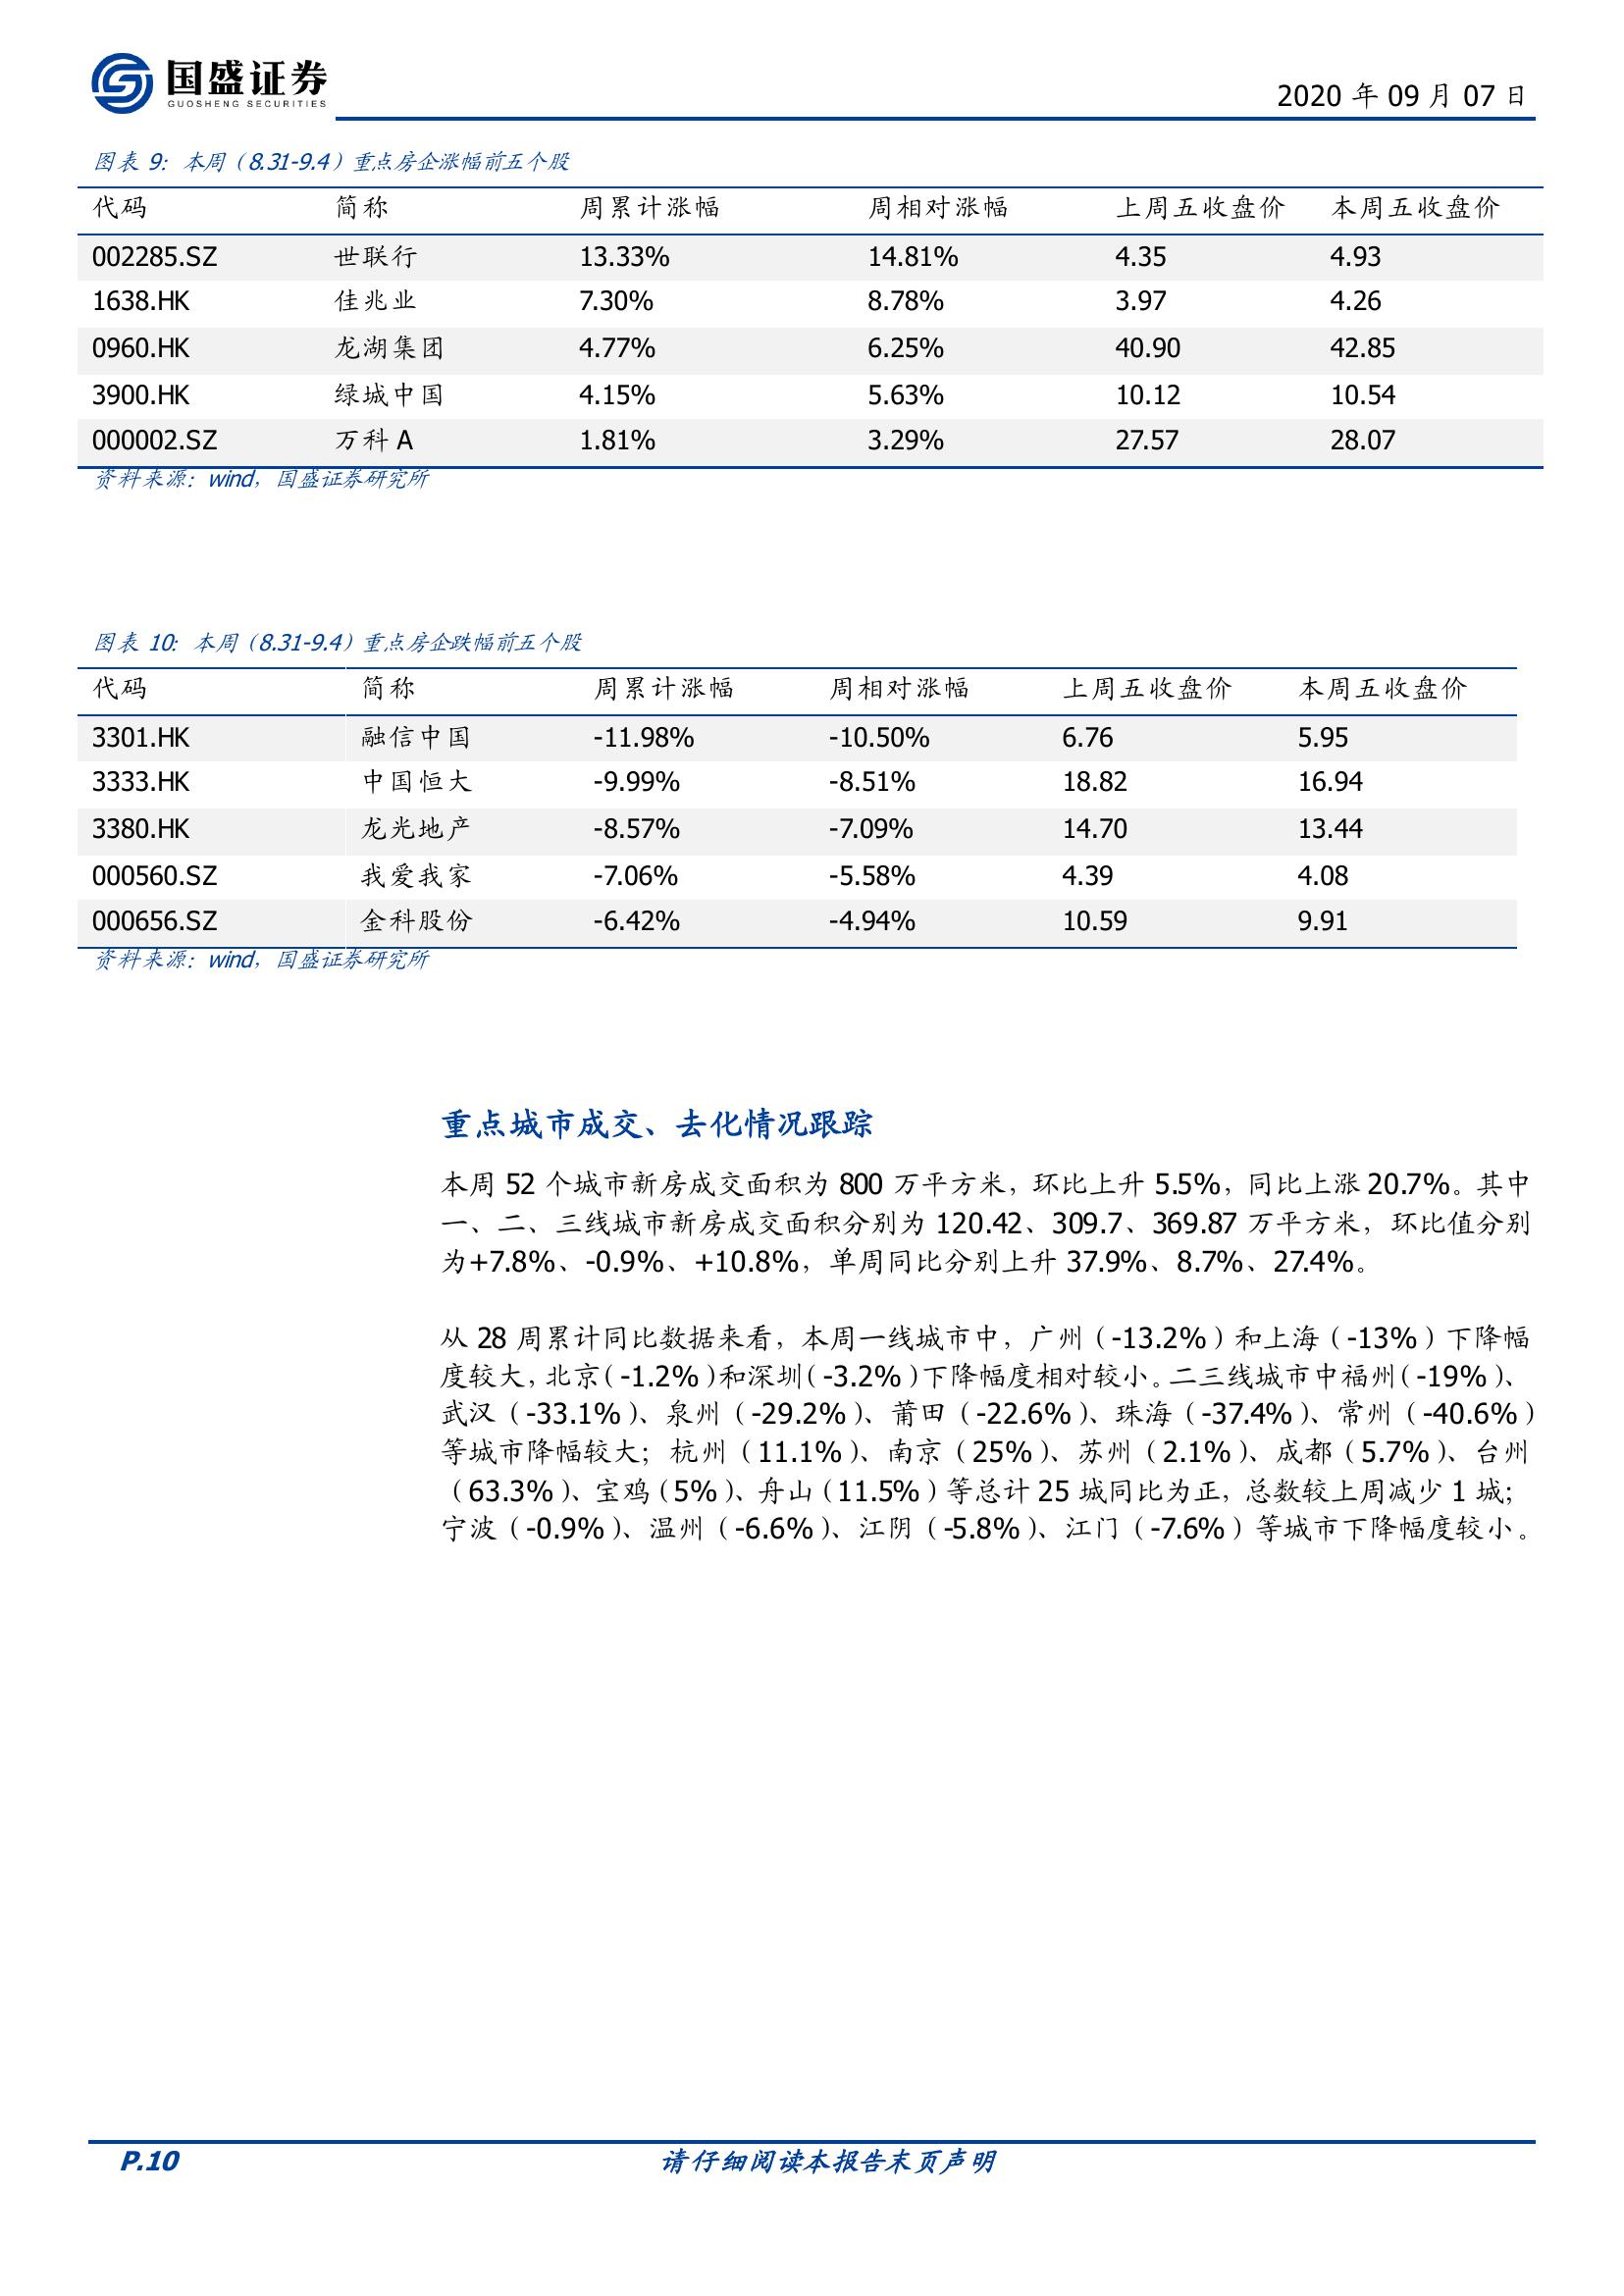 国盛证券
GUOSHENG SECURITIES
2020 年 09 月 07 日
图表 9：本周（8.31-9.4）重点房企涨幅前五个股
代码 简称 周累计涨幅 周相对涨幅 上周五收盘价 本周五收盘价
002285.SZ 世联行 13.33% 14.81% 4.35 4.93
1638.HK 佳兆业 7.30% 8.78% 3.97 4.26
0960.HK 龙湖集团 4.77% 6.25% 40.90 42.85
3900.HK 绿城中国 4.15% 5.63% 10.12 10.54
000002.SZ 万科 A 1.81% 3.29% 27.57 28.07
资料来源：wind，国盛证券研究所
图表 10：本周（8.31-9.4）重点房企跌幅前五个股
代码 简称 周累计涨幅 周相对涨幅 上周五收盘价 本周五收盘价
3301.HK 融信中国 -11.98% -10.50% 6.76 5.95
3333.HK 中国恒大 -9.99% -8.51% 18.82 16.94
3380.HK 龙光地产 -8.57% -7.09% 14.70 13.44
000560.SZ 我爱我家 -7.06% -5.58% 4.39 4.08
000656.SZ 金科股份 -6.42% -4.94% 10.59 9.91
资料来源：wind，国盛证券研究所
重点城市成交、去化情况跟踪
本周 52 个城市新房成交面积为 800 万平方米，环比上升 5.5%，同比上涨 20.7%。其中
一、二、三线城市新房成交面积分别为 120.42、309.7、369.87 万平方米，环比值分别
为+7.8%、-0.9%、+10.8%，单周同比分别上升 37.9%、8.7%、27.4%。
从 28 周累计同比数据来看，本周一线城市中，广州（-13.2%）和上海（-13%）下降幅
度较大，北京（-1.2%）和深圳（-3.2%）下降幅度相对较小。二三线城市中福州（-19%）、
武汉（-33.1%）、泉州（-29.2%）、莆田（-22.6%）、珠海（-37.4%）、常州（-40.6%）
等城市降幅较大；杭州（11.1%）、南京（25%）、苏州（2.1%）、成都（5.7%）、台州
（63.3%）、宝鸡（5%）、舟山（11.5%）等总计 25 城同比为正，总数较上周减少 1 城；
宁波（-0.9%）、温州（-6.6%）、江阴（-5.8%）、江门（-7.6%）等城市下降幅度较小。
P.10 请仔细阅读本报告末页声明